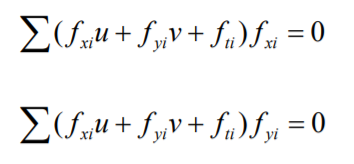 ∑(f_{xi}u + f_{yi}v + f_{ti})f_{xi} = 0
∑(f_{xi}u + f_{yi}v + f_{ti})f_{yi} = 0